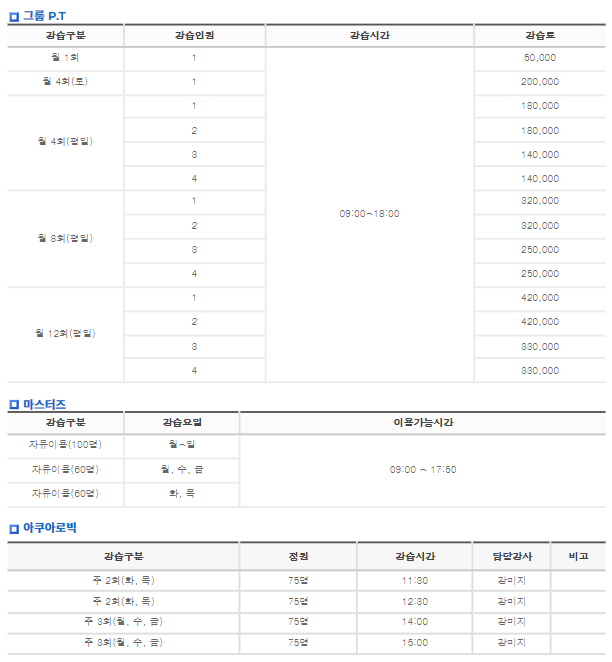 그룹 P.T
강습구분 강습인원 강습시간 강습료
월 1회 1 50,000
월 4회(토) 1 200,000
월 4회(평일) 1 180,000
2 180,000
3 140,000
4 140,000
월 8회(평일) 1 320,000
2 320,000
3 250,000
4 250,000
09:00~18:00
월 12회(평일) 1 420,000
2 420,000
3 330,000
4 330,000
마스터즈
강습구분 강습요일 이용가능시간
자유이용(100명) 월~일
자유이용(60명) 월, 수, 금 09:00 ~ 17:50
자유이용(60명) 화, 목
아쿠아로빅
강습구분 정원 강습시간 담당강사 비고
주 2회(화, 목) 75명 11:30 강미지
주 2회(화, 목) 75명 12:30 강미지
주 3회(월, 수, 금) 75명 14:00 강미지
주 3회(월, 수, 금) 75명 15:00 강미지